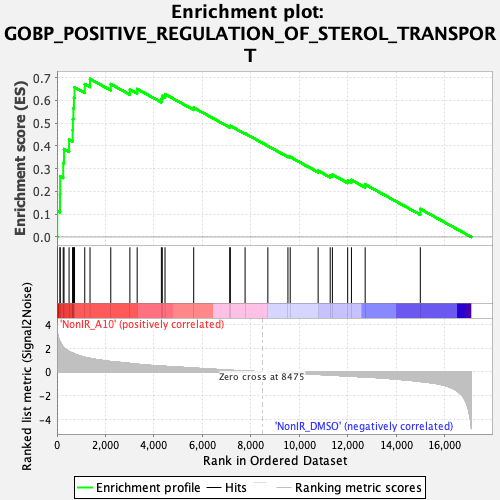 Enrichment plot:
GOBP_POSITIVE_REGULATION_OF_STEROL_TRANSPOR
T
Enrichment score (ES)
0.7
0.6
0.5
0.4
0.3
0.2
0.1
0.0
'NonIR_A10' (positively correlated)
Ranked list metric (Signal2Noise)
4
2
0
-2
-4
Zero cross at 8475
'NonIR_DMSO' (negatively correlated)
0 2,000 4,000 6,000 8,000 10,000 12,000 14,000 16,000
Rank in Ordered Dataset
Enrichment profile Hits Ranking metric scores